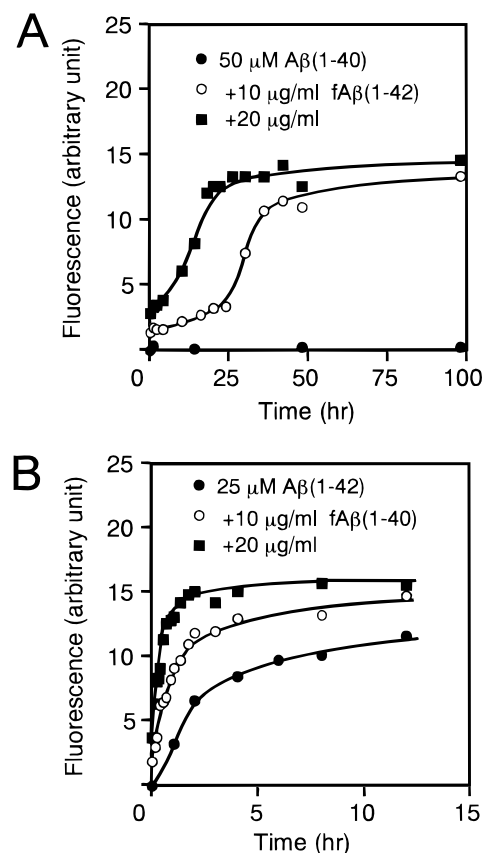 A
25
20
15
10
5
Fluorescence (arbitrary unit)
50 μM Aβ(1-40)
+10 μg/ml fAβ(1-42)
+20 μg/ml
0 25 50 75 100
Time (hr)
B
25
20
15
10
5
Fluorescence (arbitrary unit)
25 μM Aβ(1-42)
+10 μg/ml fAβ(1-40)
+20 μg/ml
0 5 10 15
Time (hr)